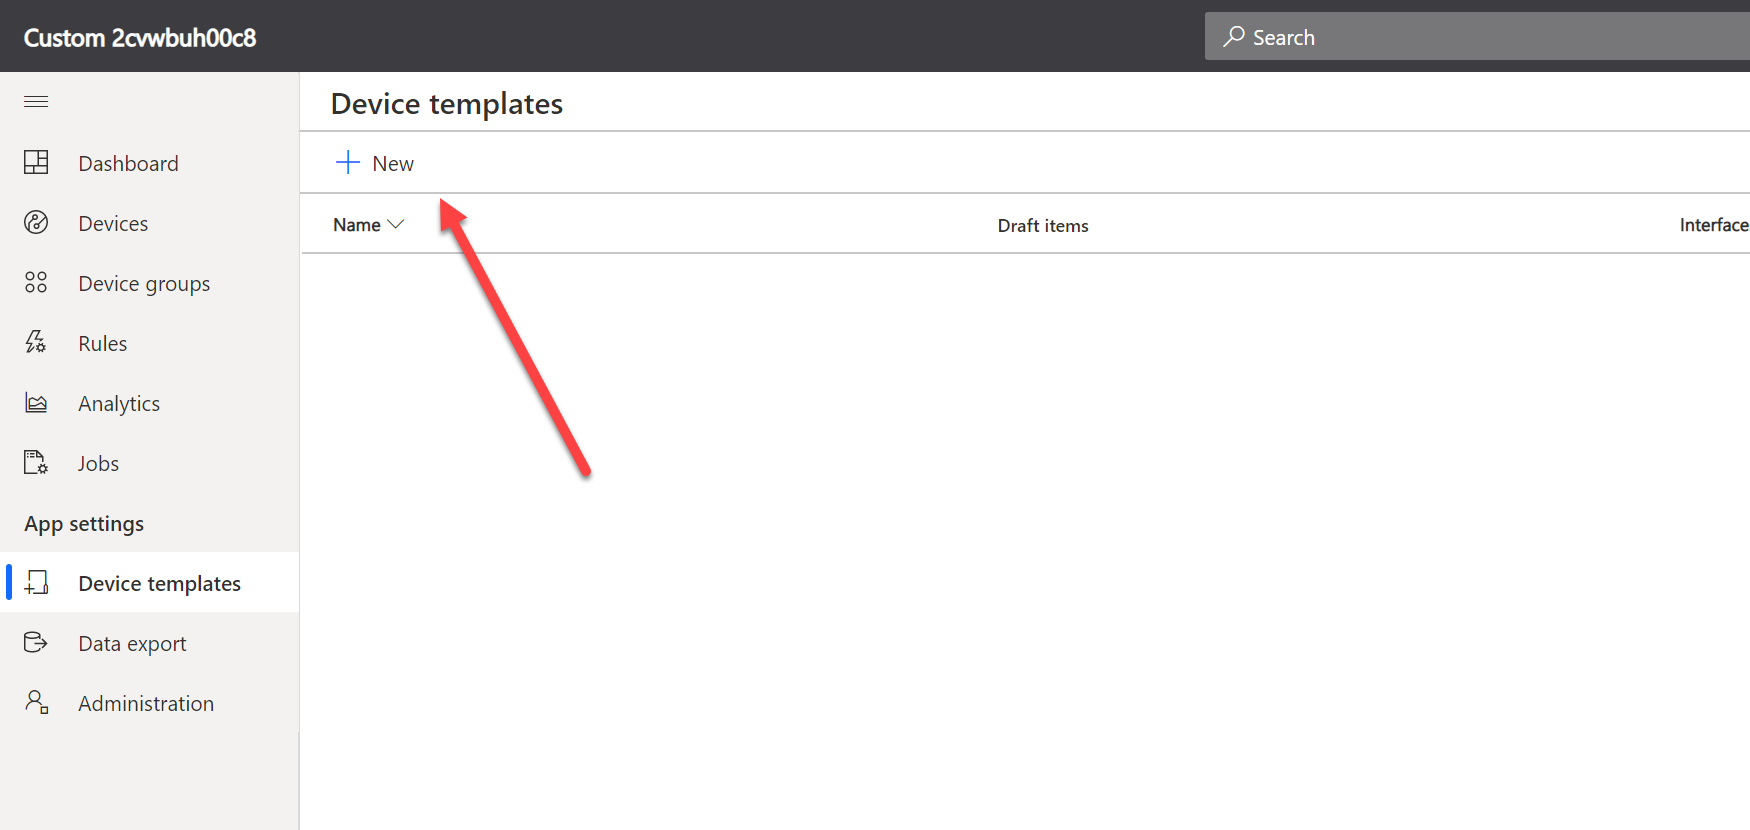 Custom 2cvwbuh00c8
Search
Dashboard
Devices
Device groups
Rules
Analytics
Jobs
App settings
Device templates
Data export
Administration
Device templates
New
Name
Draft items
Interface